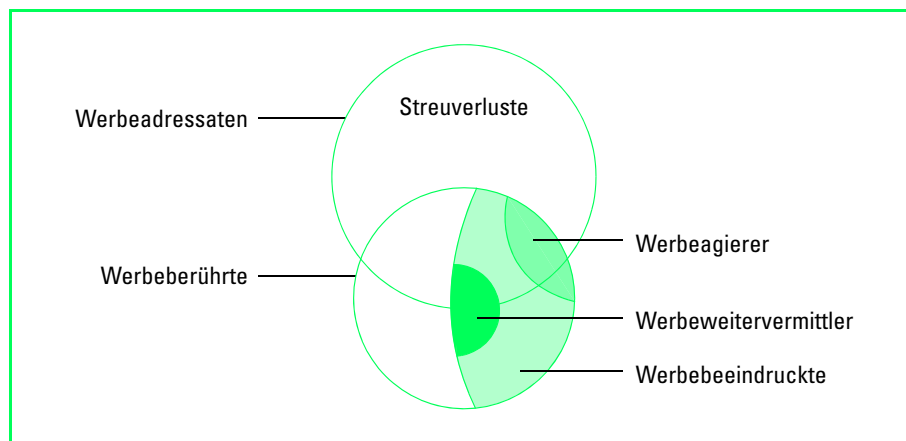 Streuverluste
Werbeadressaten
Werbeagierer
Werbeberührte
Werbeweitervermittler
Werbebeeindruckte